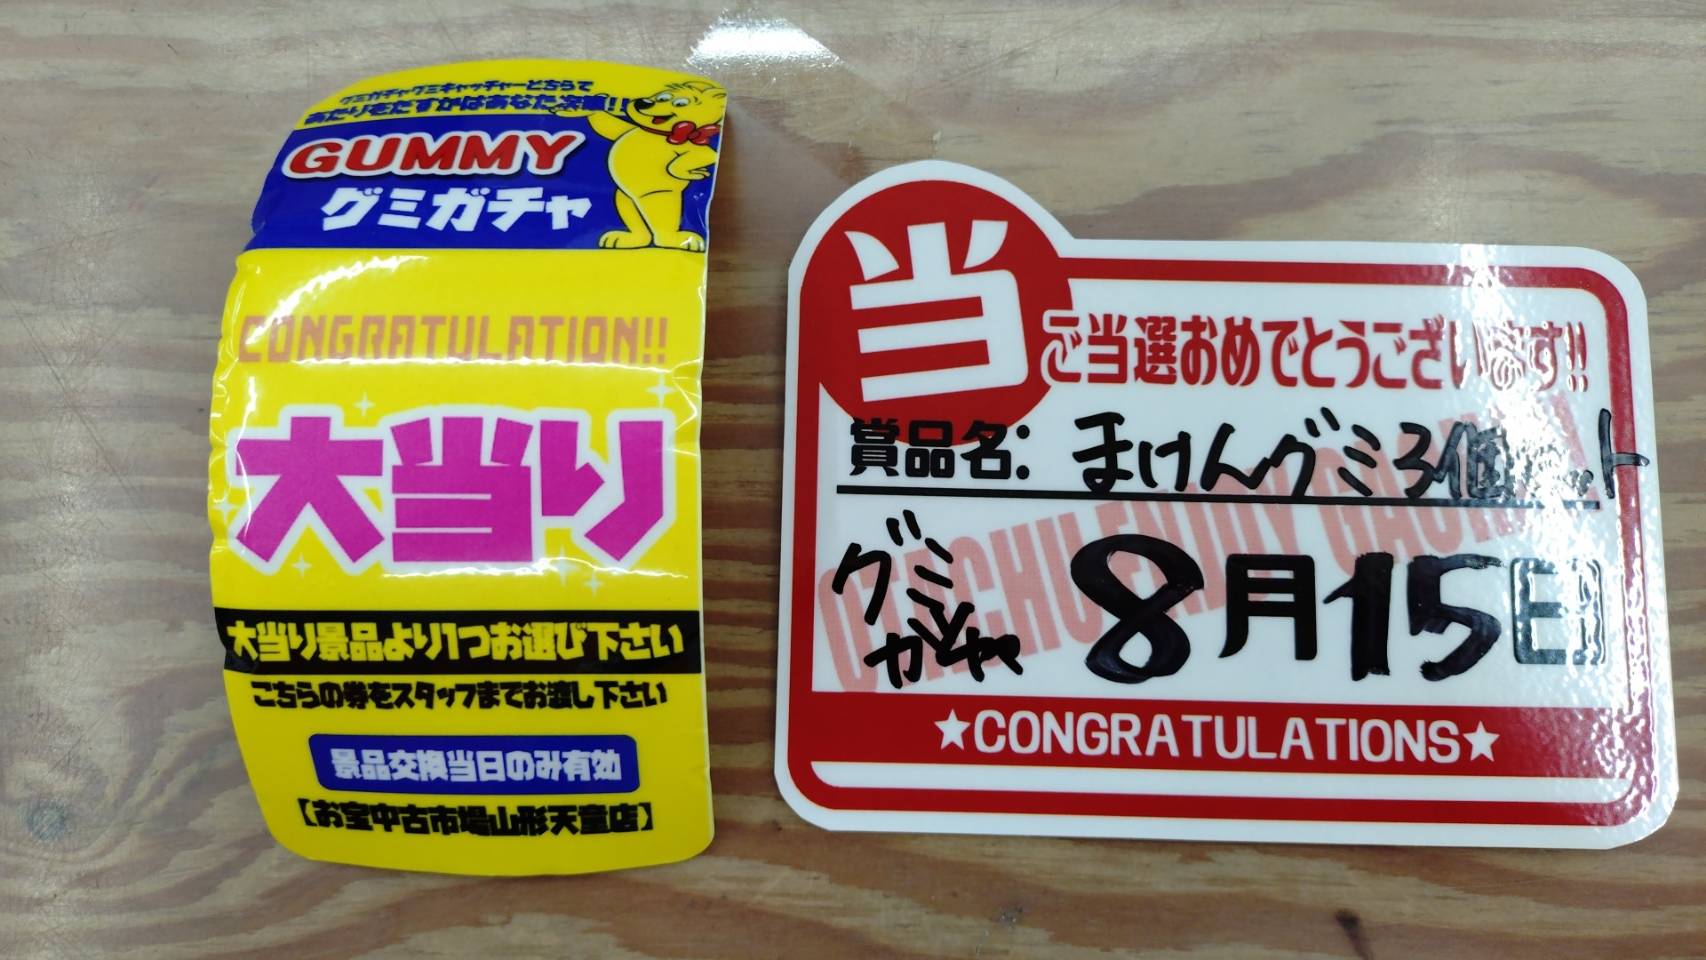 グミガチャグミキャッチャーどちらで
あたりをだすかはあなた次第!!
GUMMY
グミガチャ
CONGRATULATION!!
大当り
大当り景品より1つお選び下さい
こちらの券をスタッフまでお渡し下さい
景品交換当日のみ有効
【お宝中古市場山形天童店】
当
ご当選おめでとうございます!!
賞品名: まけんグミ3個セット
グミ
ガチャ
8月15日
★CONGRATULATIONS★